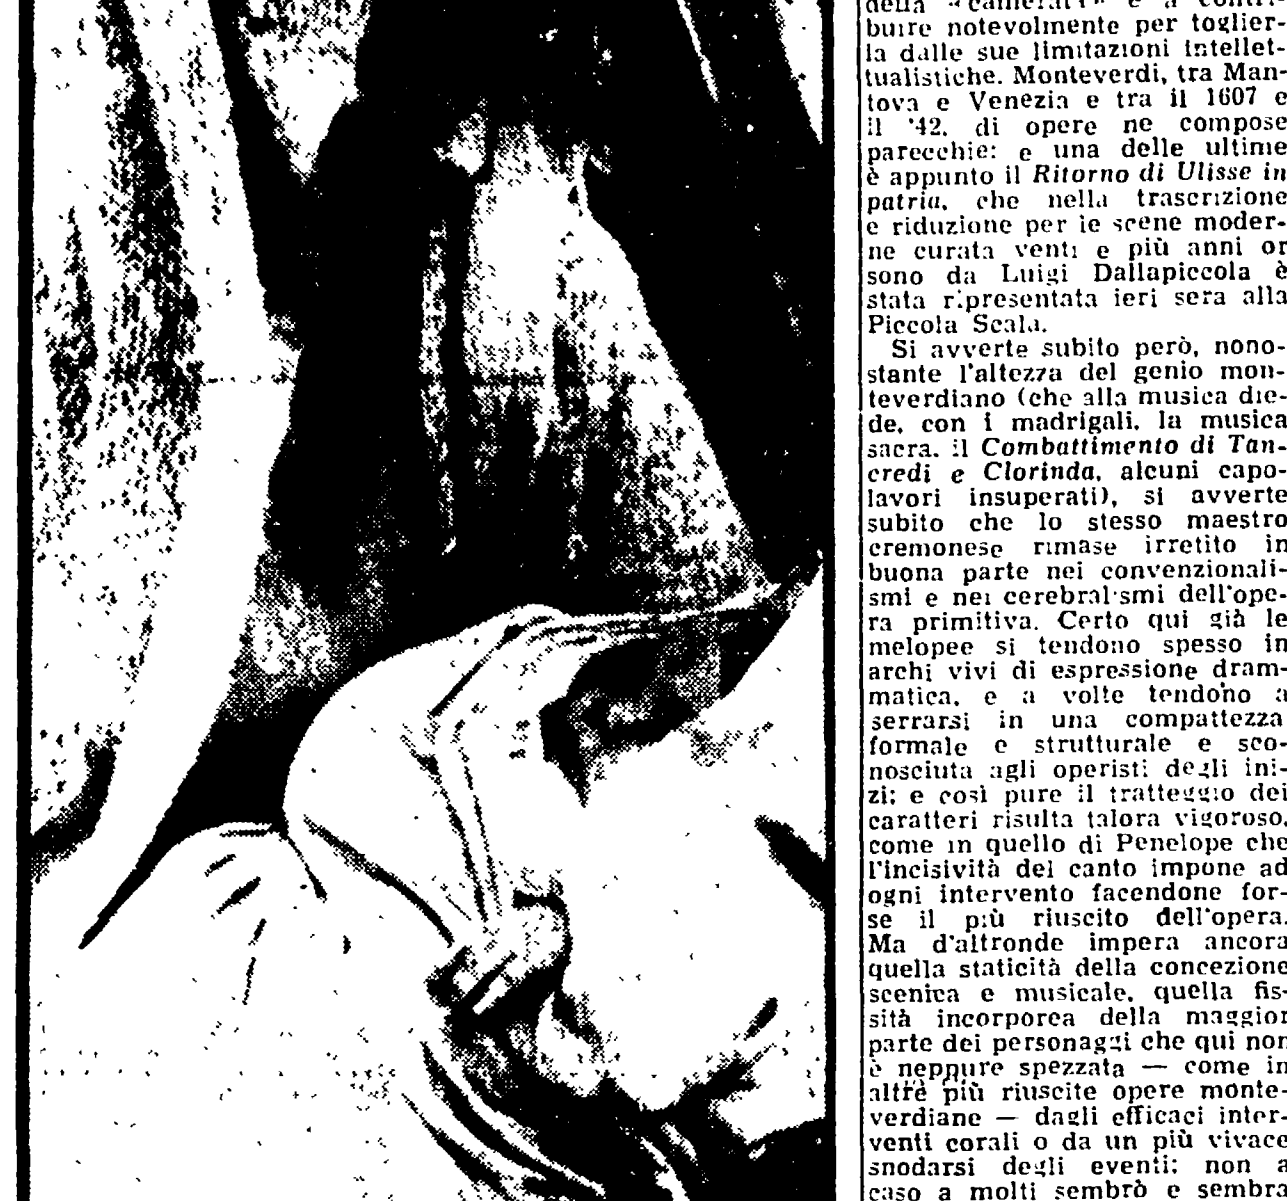 della "camerati" e a contri-
buire notevolmente per toglier-
la dalle sue limitazioni intellet-
tualistiche. Monteverdi, tra Man-
tova e Venezia e tra il 1607 e
il '42, di opere ne compose
parecchie: e una delle ultime
è appunto il Ritorno di Ulisse in
patria, che nella trascrizione
e riduzione per le scene moder-
ne curata venti e più anni or
sono da Luigi Dallapiccola è
stata ripresentata ieri sera alla
Piccola Scala.
Si avverte subito però, nono-
stante l'altezza del genio mon-
teverdiano (che alla musica die-
de, con i madrigali, la musica
sacra, il Combattimento di Tan-
credi e Clorinda, alcuni capo-
lavori insuperati), si avverte
subito che lo stesso maestro
cremonese rimase irretito in
buona parte nei convenzionali-
smi e nei cerebralismi dell'ope-
ra primitiva. Certo qui già le
melopee si tendono spesso in
archi vivi di espressione dram-
matica, e a volte tendono a
serrarsi in una compattezza
formale e strutturale e sco-
nosciuta agli operisti degli ini-
zi; e così pure il tratteggio dei
caratteri risulta talora vigoroso,
come in quello di Penelope che
l'incisività del canto impone ad
ogni intervento facendone for-
se il più riuscito dell'opera.
Ma d'altronde impera ancora
quella staticità della concezione
scenica e musicale, quella fis-
sità incorporea della maggior
parte dei personaggi che qui non
è neppure spezzata — come in
altre più riuscite opere monte-
verdiane — dagli efficaci inter-
venti corali o da un più vivace
snodarsi degli eventi: non a
caso a molti sembrò e sembra